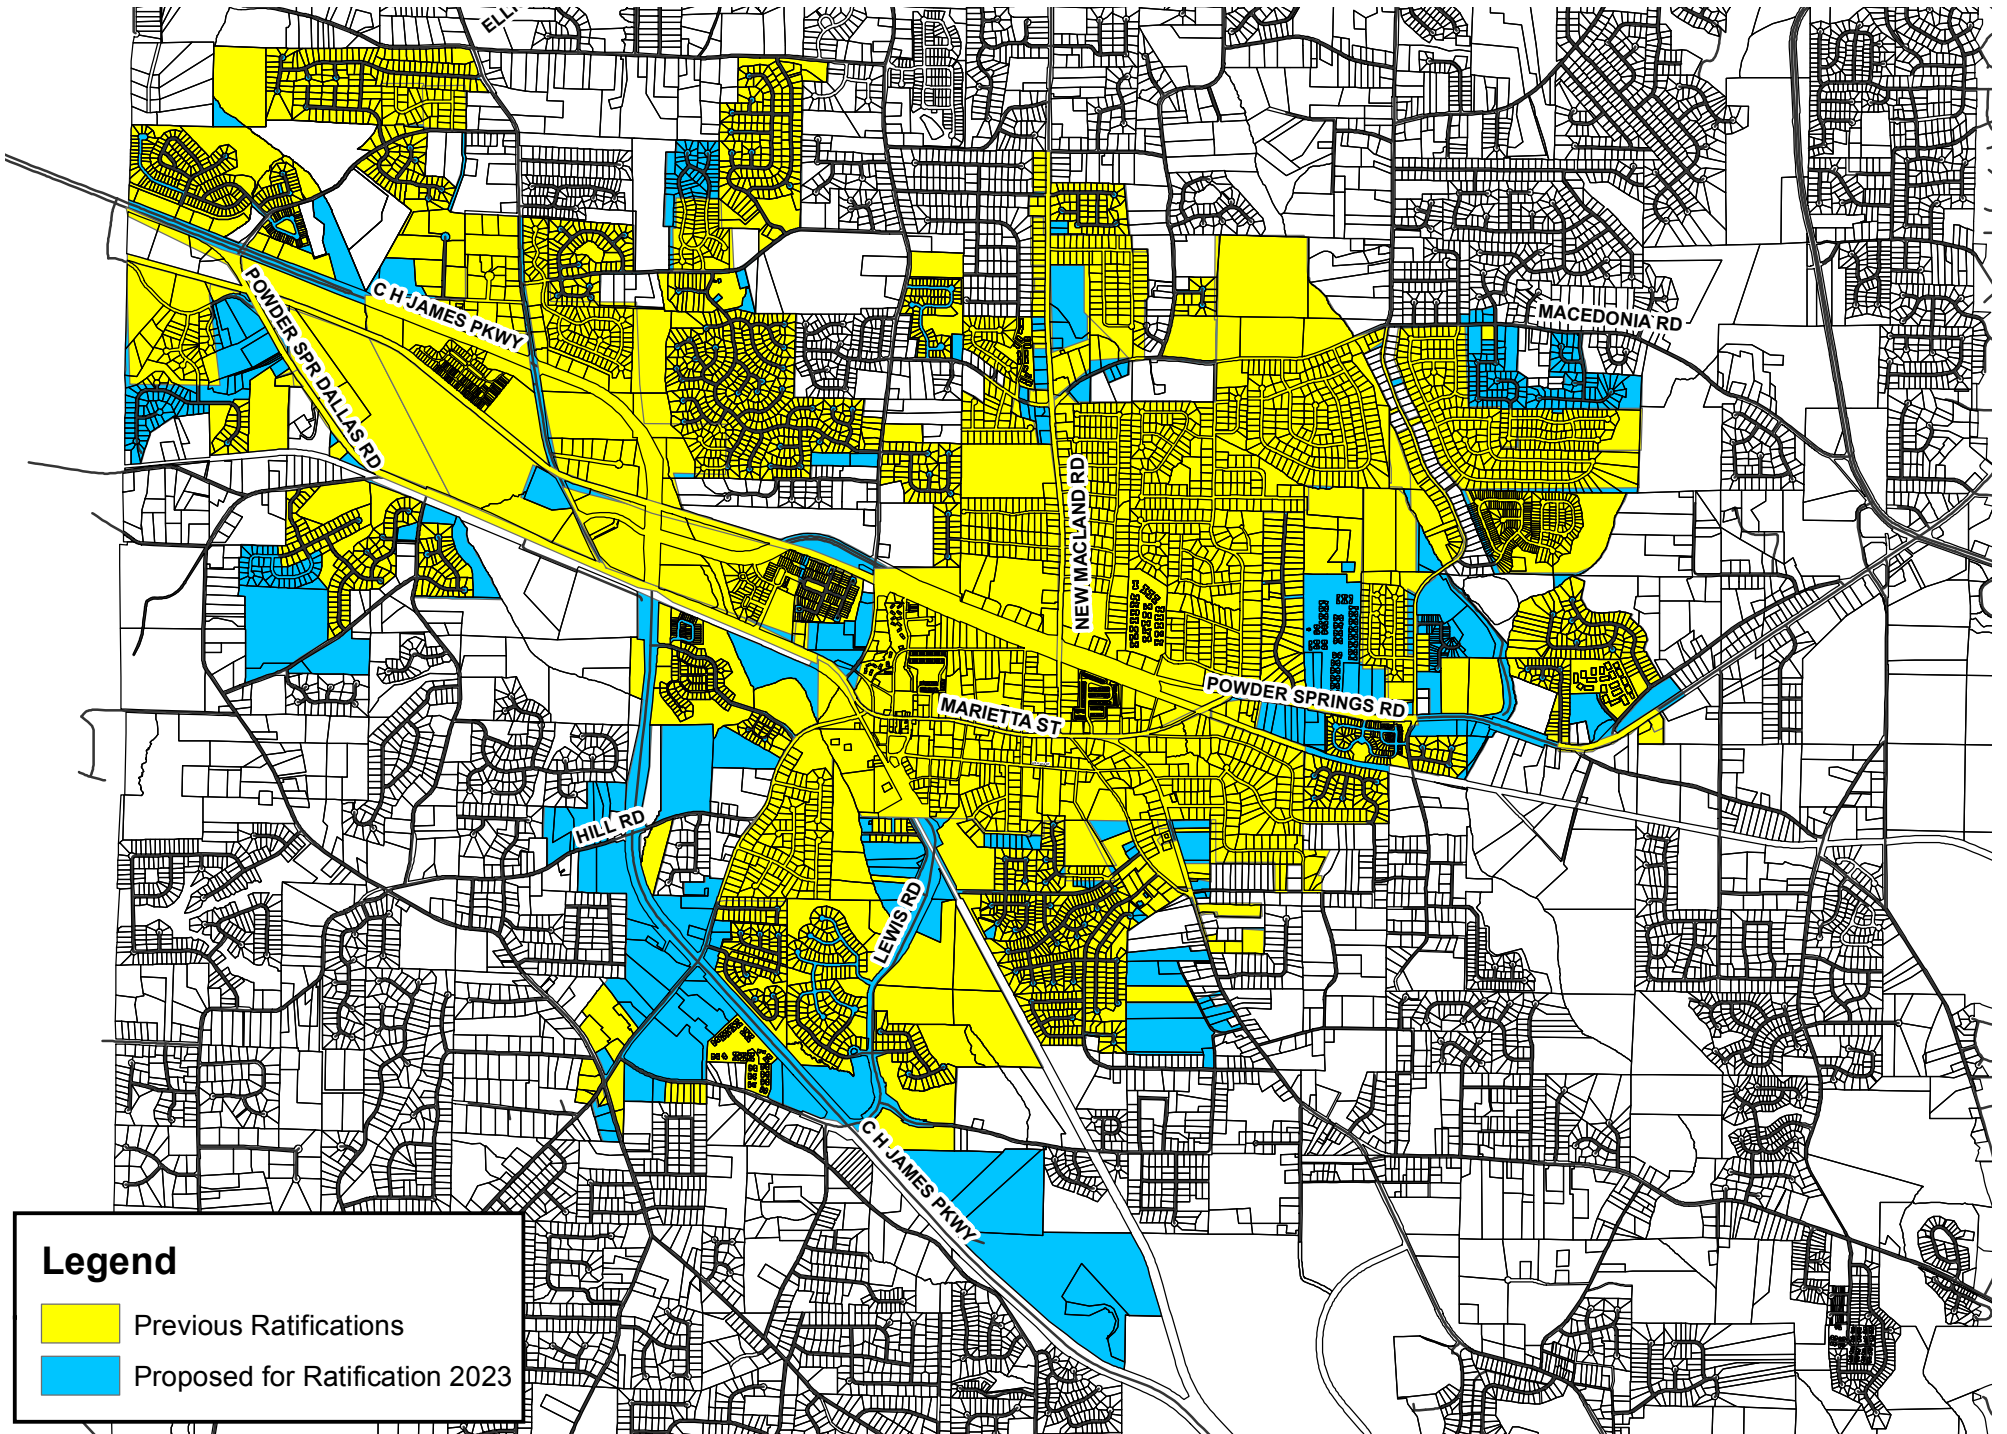 C H JAMES PKWY
POWDER SPR DALLAS RD
MACEDONIA RD
NEW MACLAND RD
POWDER SPRINGS RD
MARIETTA ST
HILL RD
LEWIS RD
C H JAMES PKWY
Legend
Previous Ratifications
Proposed for Ratification 2023